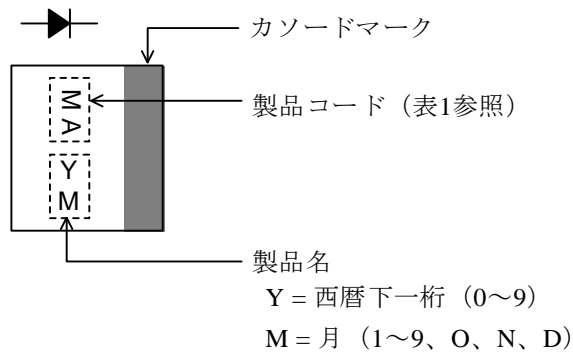 カソードマーク
MA
製品コード（表1参照）
Y
M
製品名
Y = 西暦下一桁（0～9）
M = 月（1～9、O、N、D）